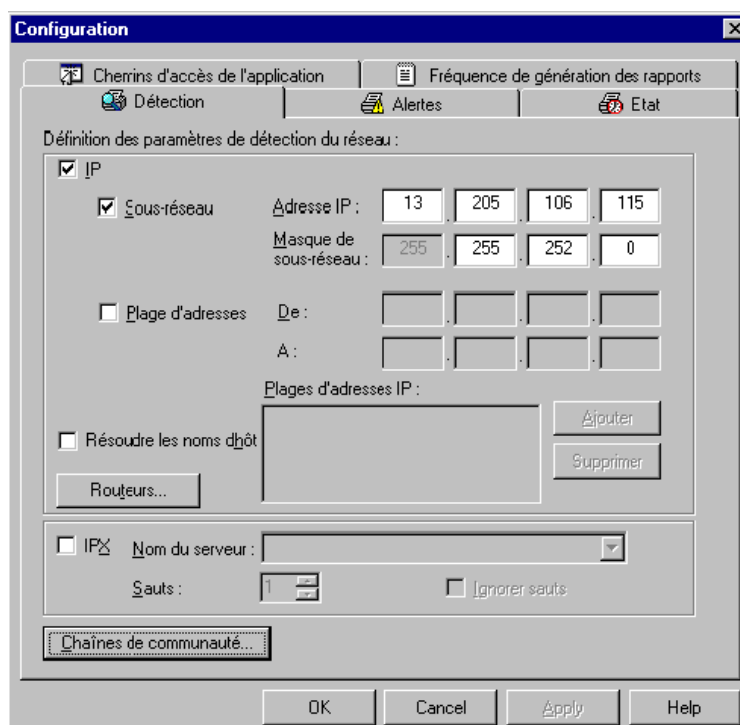 Configuration
Chemins d'accès de l'application
Fréquence de génération des rapports
Détection
Alertes
Etat
Définition des paramètres de détection du réseau :
IP
Sous-réseau
Adresse IP :
13 . 205 . 106 . 115
Masque de
sous-réseau :
255 . 255 . 252 . 0
Plage d'adresses
De :
. . .
A :
. . .
Plages d'adresses IP :
Ajouter
Résoudre les noms dhôt
Supprimer
Routeurs...
IPX
Nom du serveur :
Sauts :
1
Ignorer sauts
Chaînes de communauté...
OK
Cancel
Apply
Help